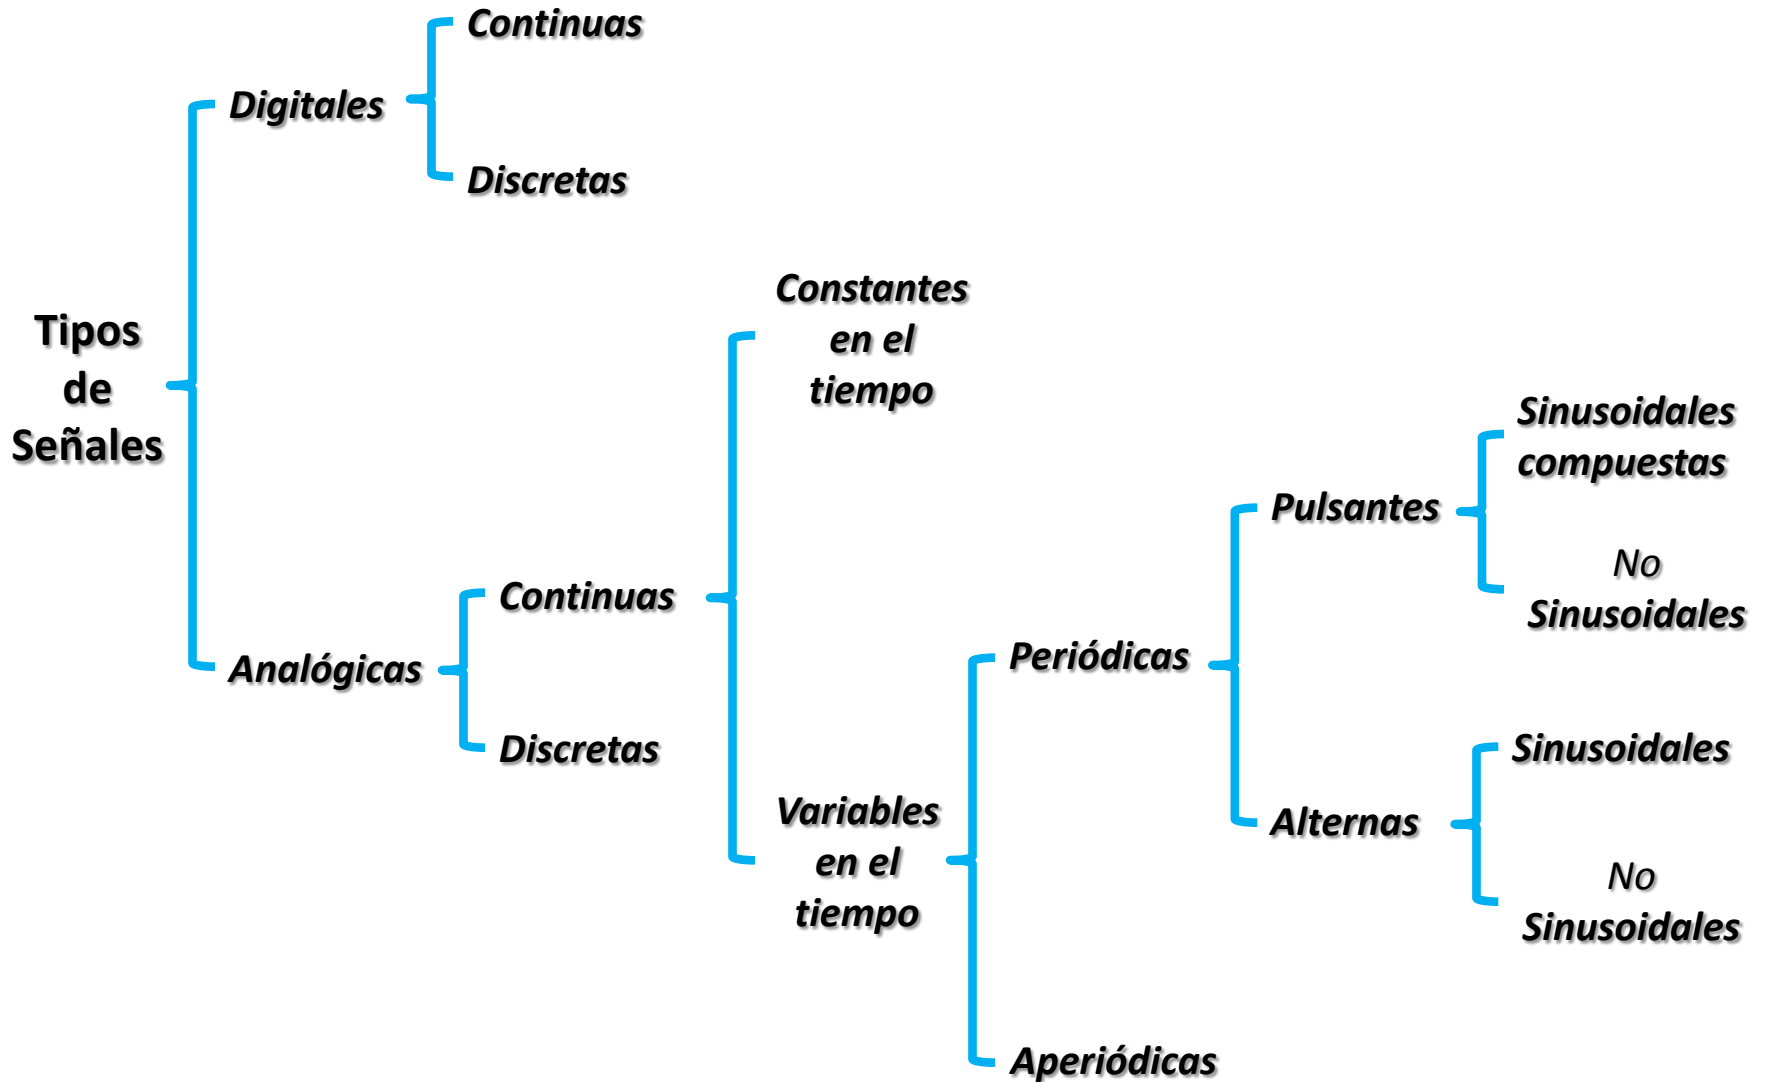 Tipos
de
Señales
Digitales
Continuas
Discretas
Analógicas
Continuas
Discretas
Constantes
en el
tiempo
Variables
en el
tiempo
Periódicas
Aperiódicas
Pulsantes
Alternas
Sinusoidales
compuestas
No
Sinusoidales
Sinusoidales
No
Sinusoidales